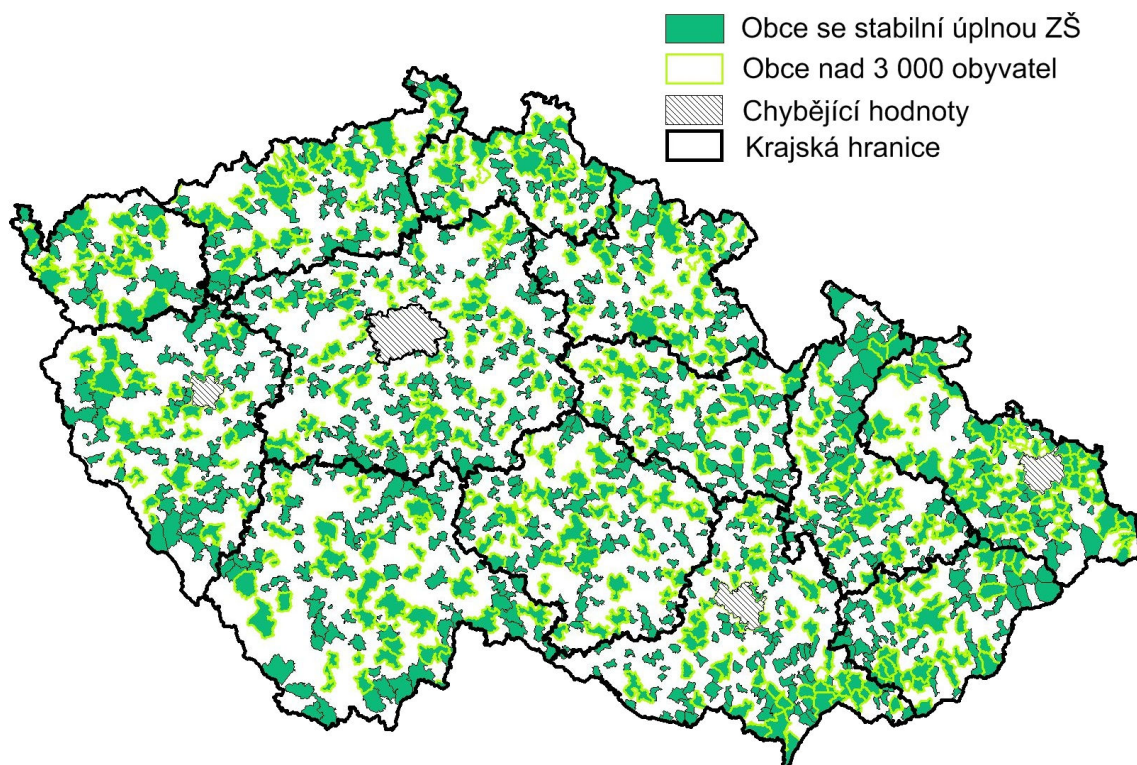 Obce se stabilní úplnou ZŠ
Obce nad 3 000 obyvatel
Chybějící hodnoty
Krajská hranice